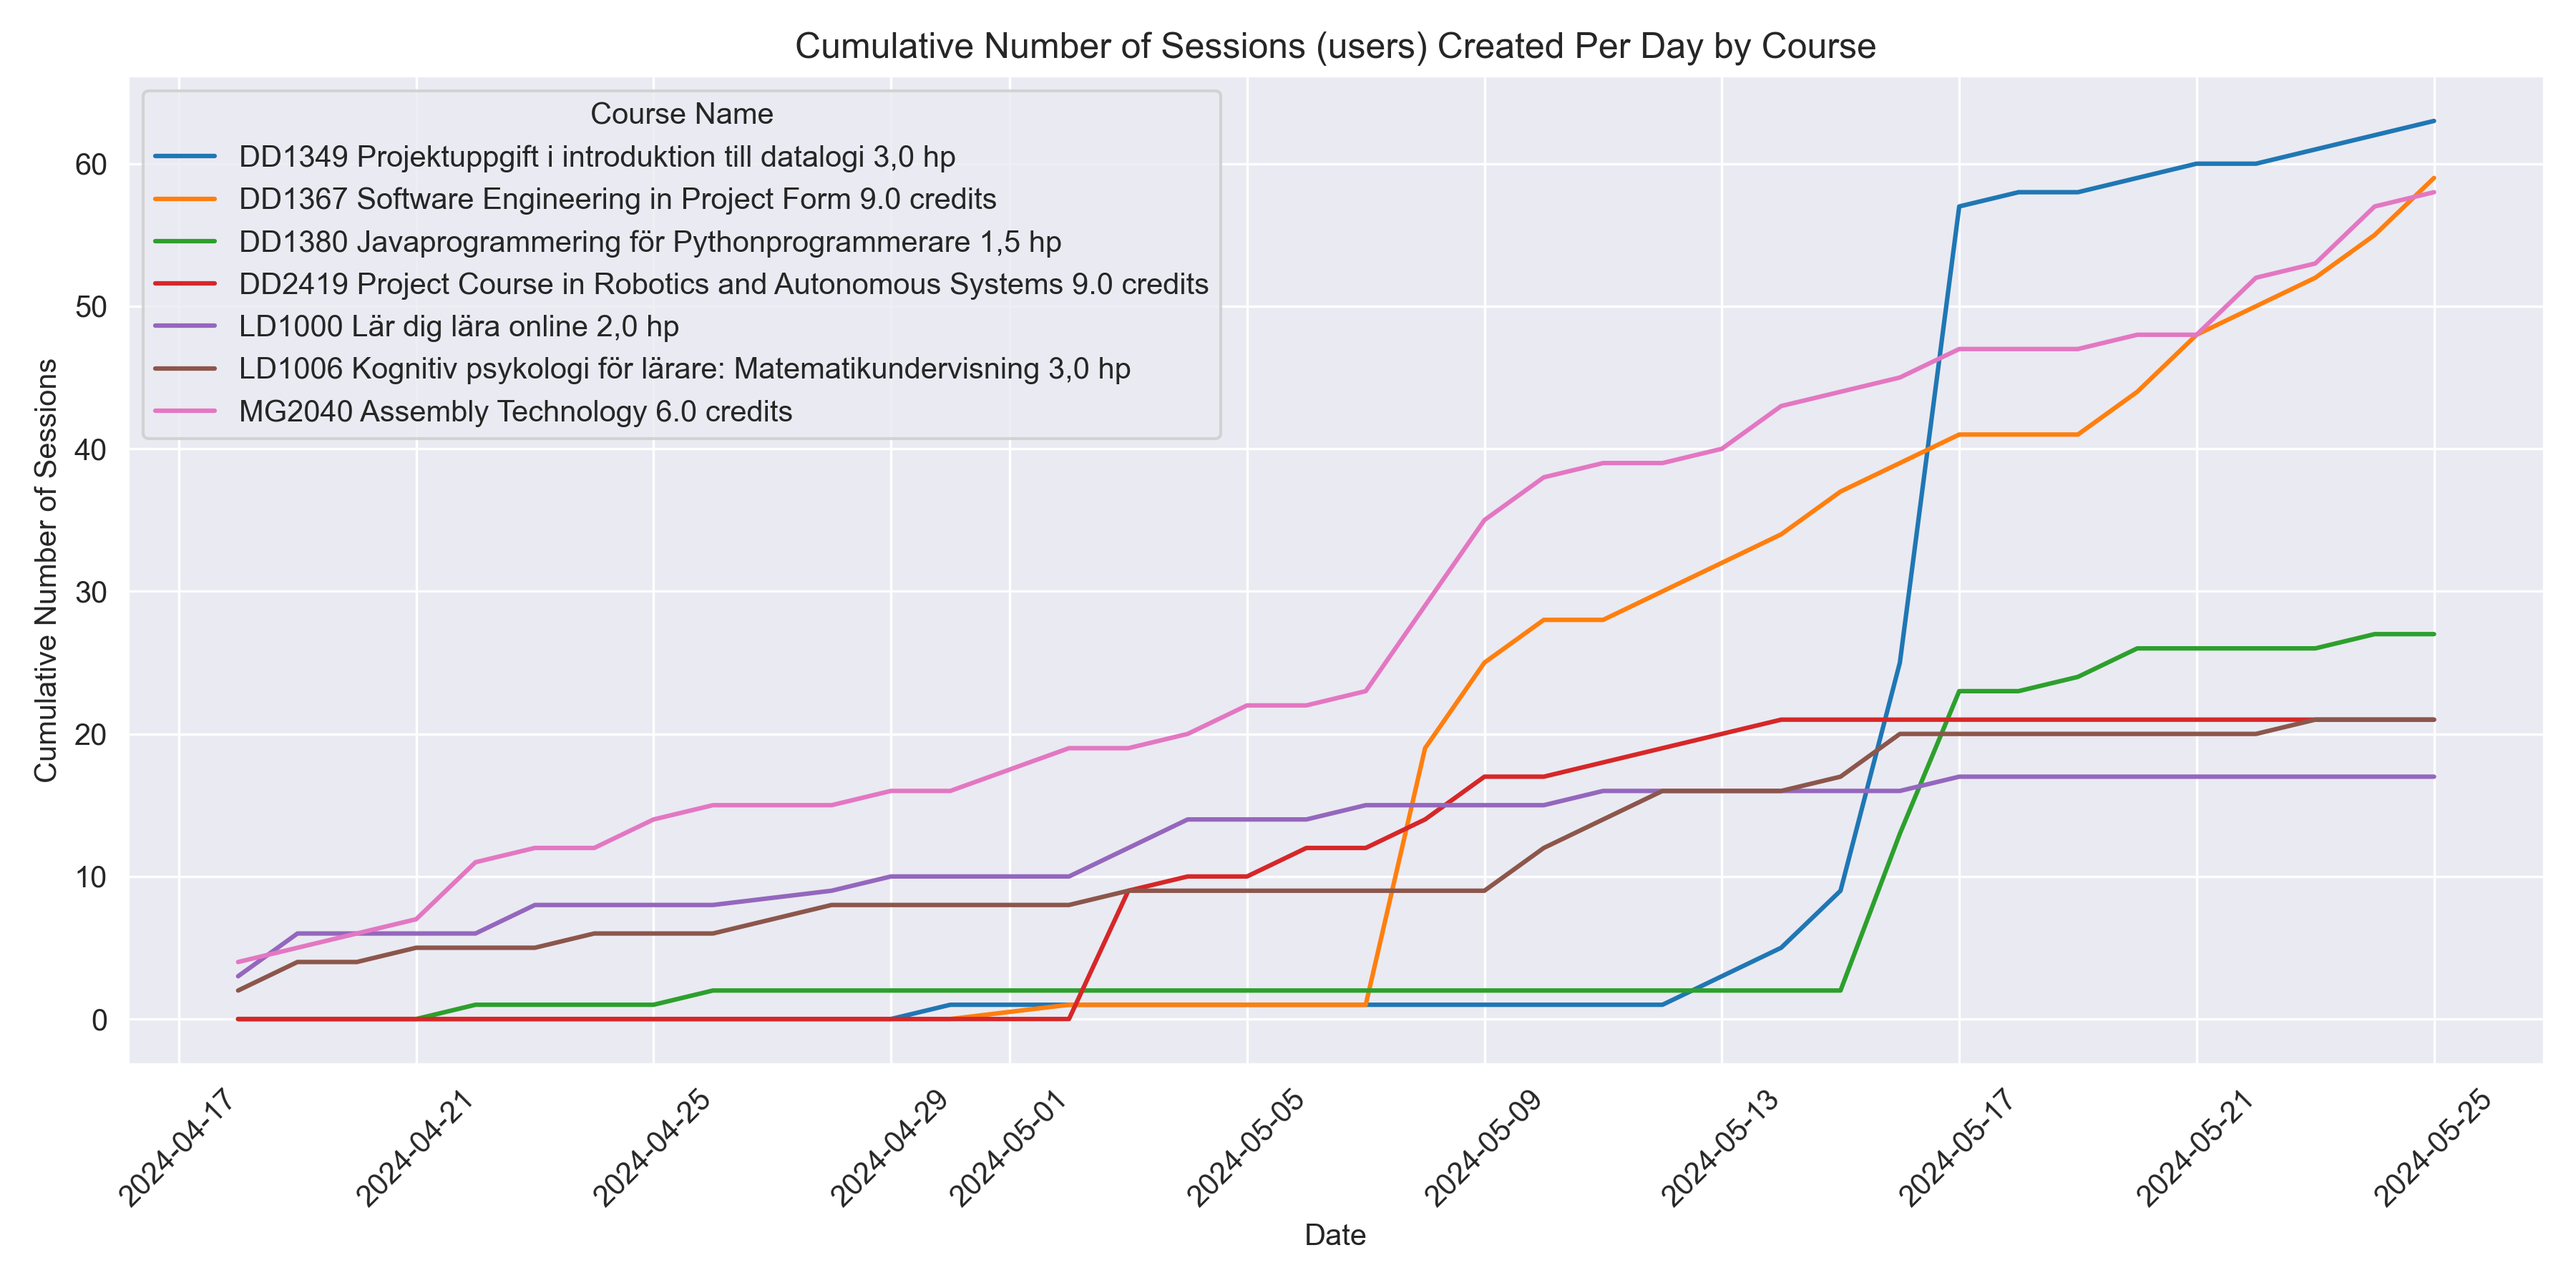 Cumulative Number of Sessions (users) Created Per Day by Course
Course Name
DD1349 Projektuppgift i introduktion till datalogi 3,0 hp
DD1367 Software Engineering in Project Form 9.0 credits
DD1380 Javaprogrammering för Pythonprogrammerare 1,5 hp
DD2419 Project Course in Robotics and Autonomous Systems 9.0 credits
LD1000 Lär dig lära online 2,0 hp
LD1006 Kognitiv psykologi för lärare: Matematikundervisning 3,0 hp
MG2040 Assembly Technology 6.0 credits
Cumulative Number of Sessions
60
50
40
30
20
10
0
2024-04-17
2024-04-21
2024-04-25
2024-04-29
2024-05-01
2024-05-05
2024-05-09
2024-05-13
2024-05-17
2024-05-21
2024-05-25
Date